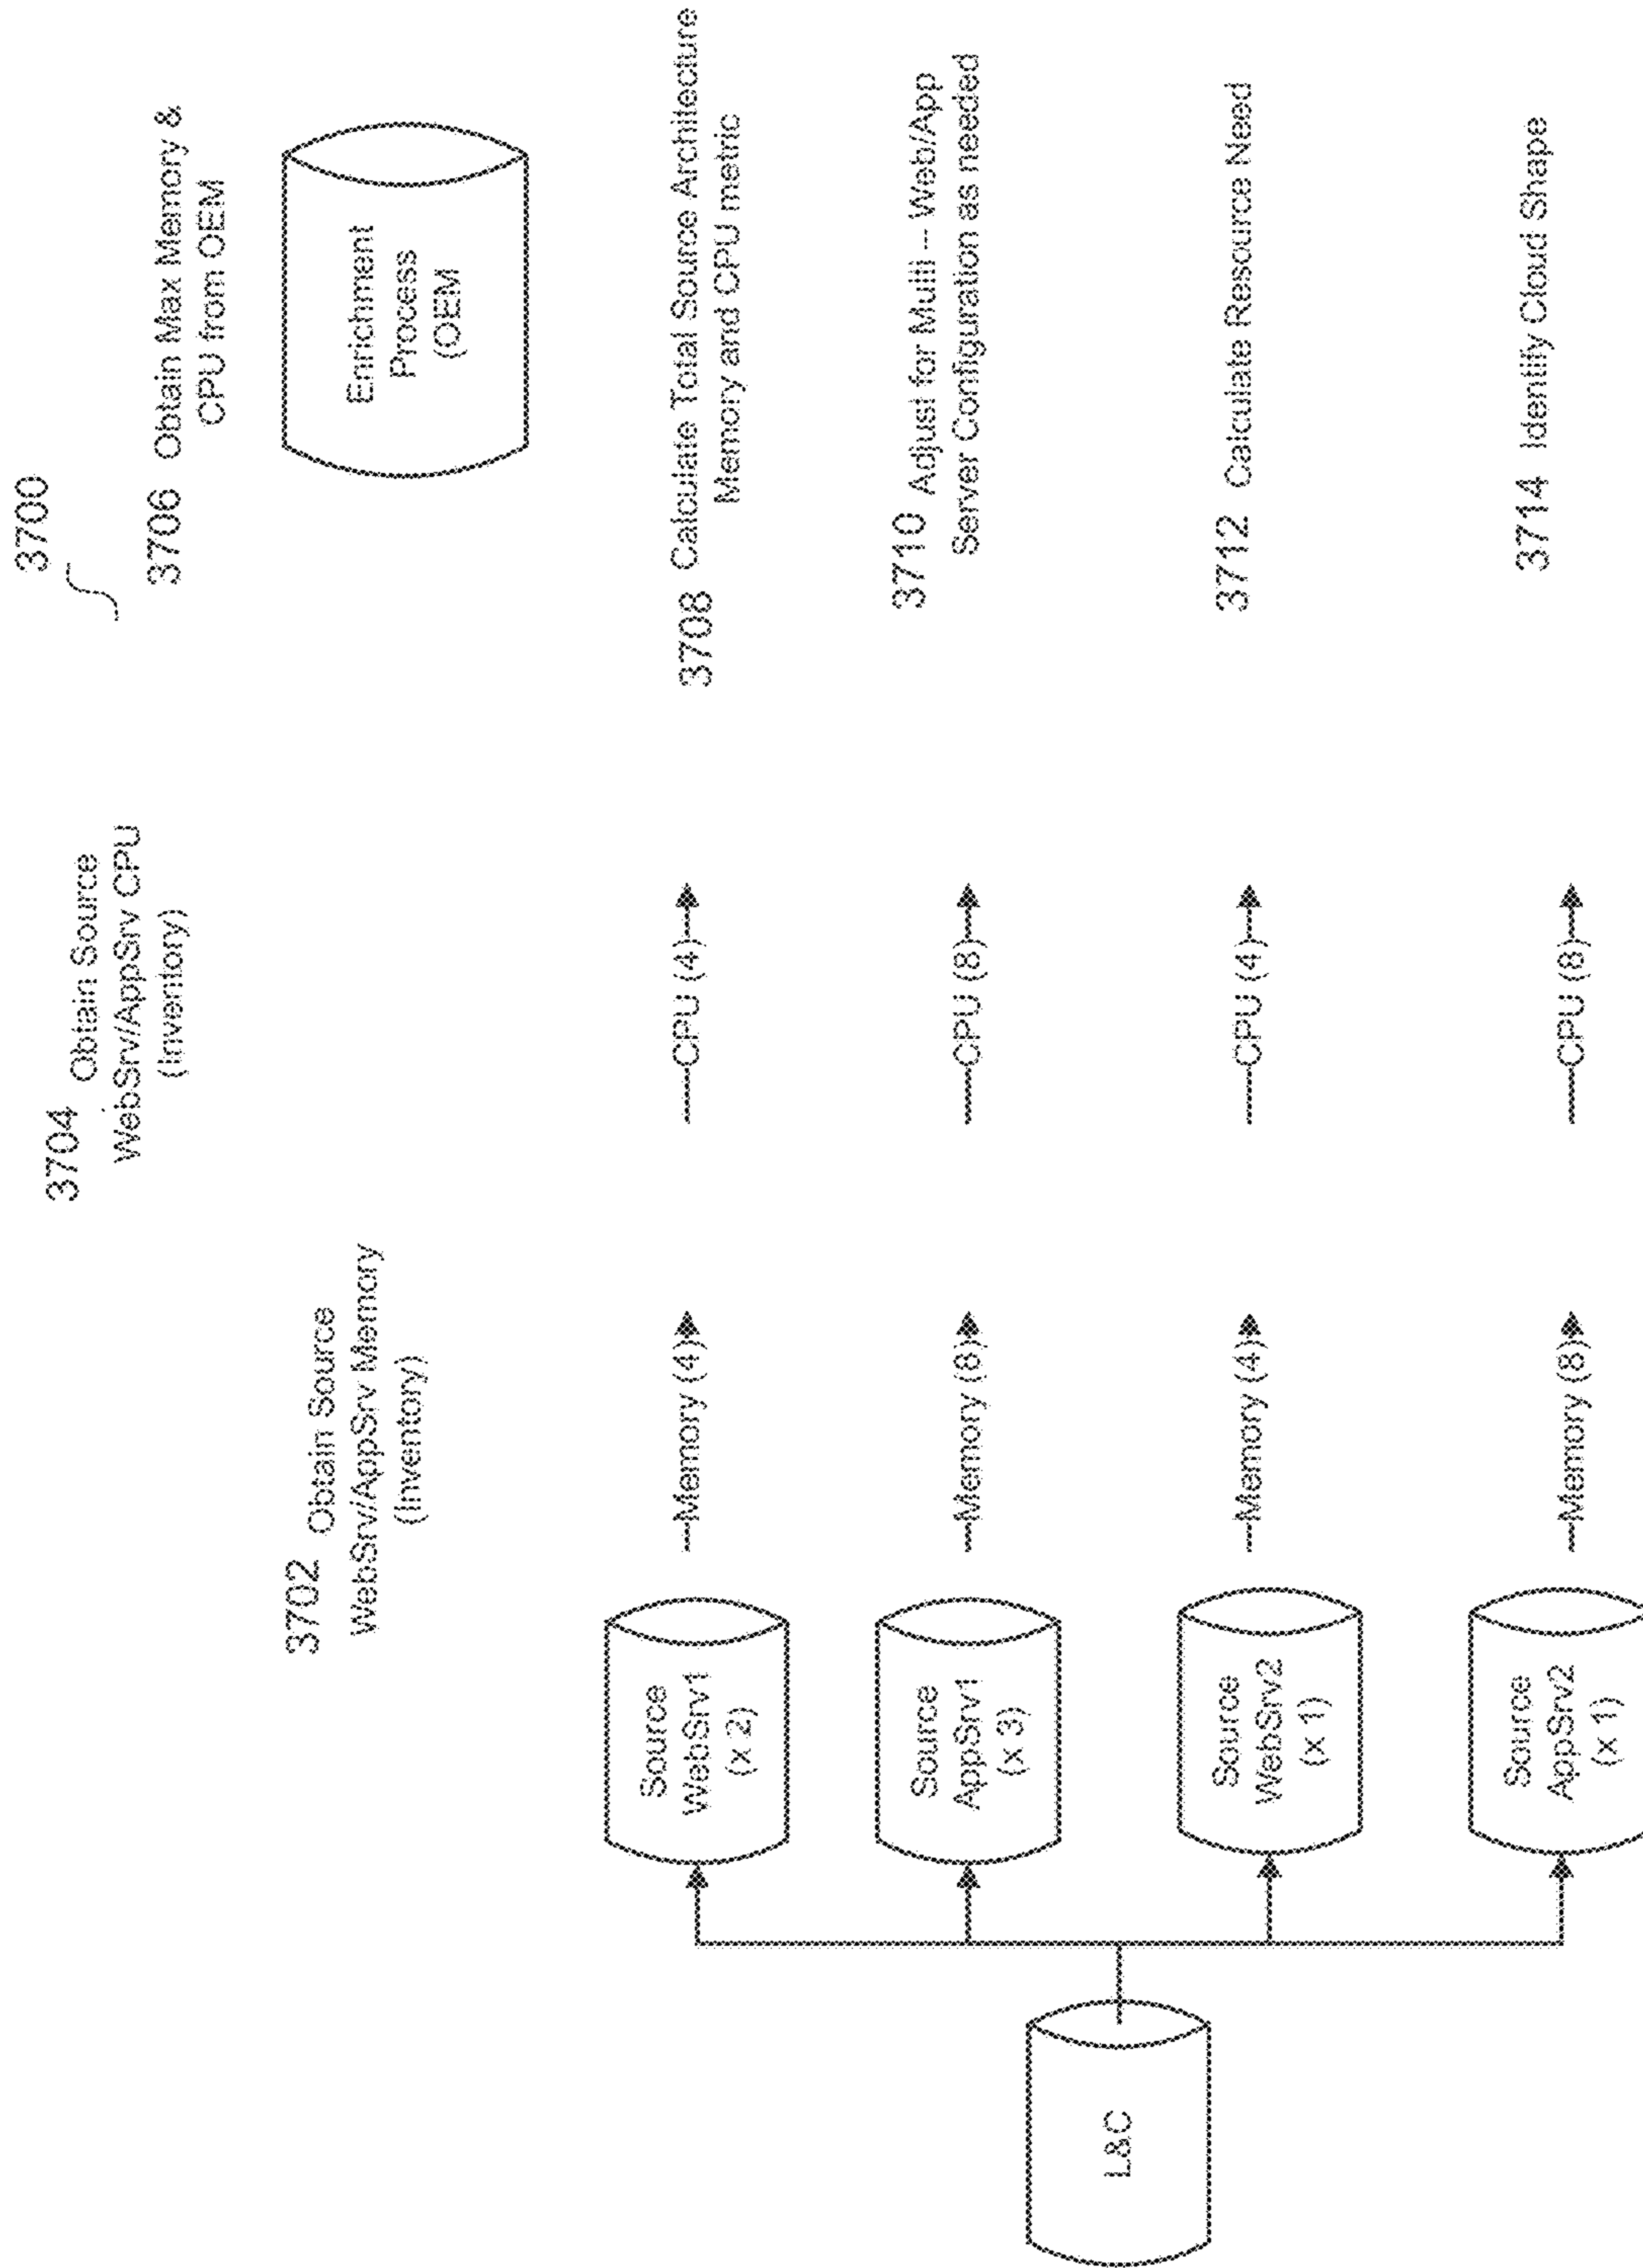 3700
3704 Obtain Source
WebSrv/AppSrv CPU
(Inventory)
3706 Obtain Max Memory &
CPU from OEM
Enrichment
Process
(OEM)
3702 Obtain Source
WebSrv/AppSrv Memory
(Inventory)
L&C
Source
WebSrv1
(x 2)
Memory (4)
CPU (4)
3708 Calculate Total Source Architecture
Memory and CPU metric
Source
AppSrv1
(x 3)
Memory (8)
CPU (8)
3710 Adjust for Multi -- Web/App
Server Configuration as needed
Source
WebSrv2
(x 1)
Memory (4)
CPU (4)
3712 Calculate Resource Need
Source
AppSrv2
(x 1)
Memory (8)
CPU (8)
3714 Identify Cloud Shape